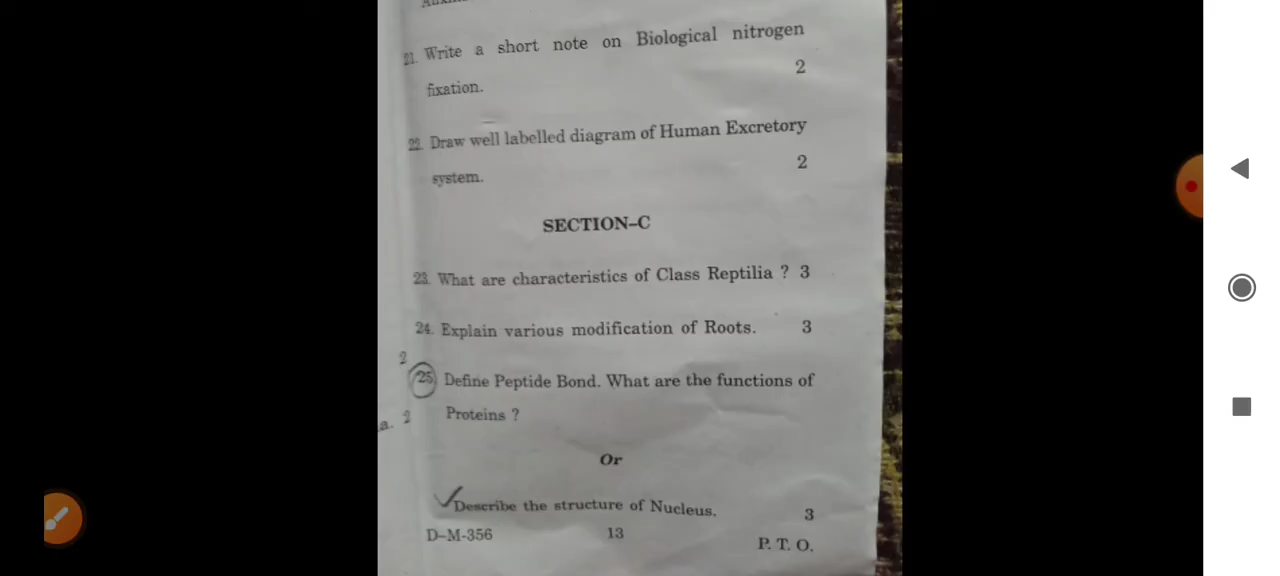 21. Write a short note on Biological nitrogen
fixation. 2
22. Draw well labelled diagram of Human Excretory
system. 2
SECTION–C
23. What are characteristics of Class Reptilia ? 3
24. Explain various modification of Roots. 3
2
25. Define Peptide Bond. What are the functions of
a. 2 Proteins ?
Or
Describe the structure of Nucleus. 3
D–M-356 13 P. T. O.